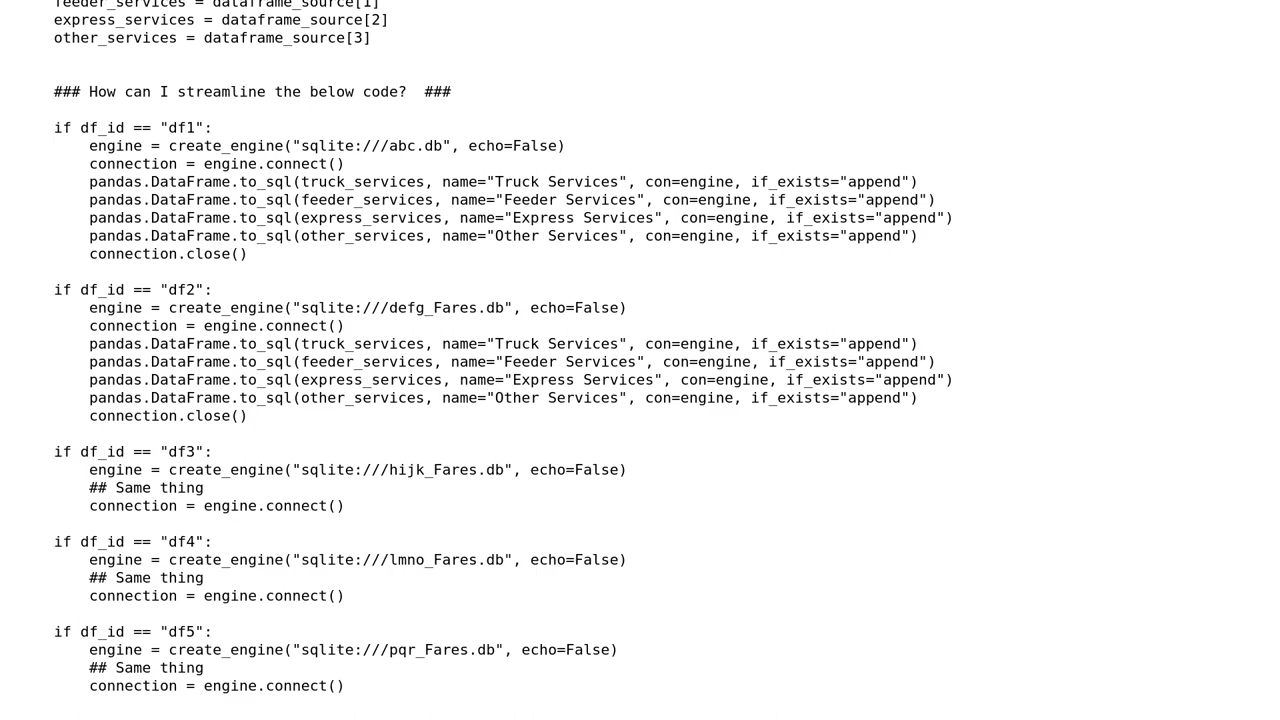 feeder_services = dataframe_source[1]
express_services = dataframe_source[2]
other_services = dataframe_source[3]
### How can I streamline the below code?  ###
if df_id == "df1":
    engine = create_engine("sqlite:///abc.db", echo=False)
    connection = engine.connect()
    pandas.DataFrame.to_sql(truck_services, name="Truck Services", con=engine, if_exists="append")
    pandas.DataFrame.to_sql(feeder_services, name="Feeder Services", con=engine, if_exists="append")
    pandas.DataFrame.to_sql(express_services, name="Express Services", con=engine, if_exists="append")
    pandas.DataFrame.to_sql(other_services, name="Other Services", con=engine, if_exists="append")
    connection.close()
if df_id == "df2":
    engine = create_engine("sqlite:///defg_Fares.db", echo=False)
    connection = engine.connect()
    pandas.DataFrame.to_sql(truck_services, name="Truck Services", con=engine, if_exists="append")
    pandas.DataFrame.to_sql(feeder_services, name="Feeder Services", con=engine, if_exists="append")
    pandas.DataFrame.to_sql(express_services, name="Express Services", con=engine, if_exists="append")
    pandas.DataFrame.to_sql(other_services, name="Other Services", con=engine, if_exists="append")
    connection.close()
if df_id == "df3":
    engine = create_engine("sqlite:///hijk_Fares.db", echo=False)
    ## Same thing
    connection = engine.connect()
if df_id == "df4":
    engine = create_engine("sqlite:///lmno_Fares.db", echo=False)
    ## Same thing
    connection = engine.connect()
if df_id == "df5":
    engine = create_engine("sqlite:///pqr_Fares.db", echo=False)
    ## Same thing
    connection = engine.connect()